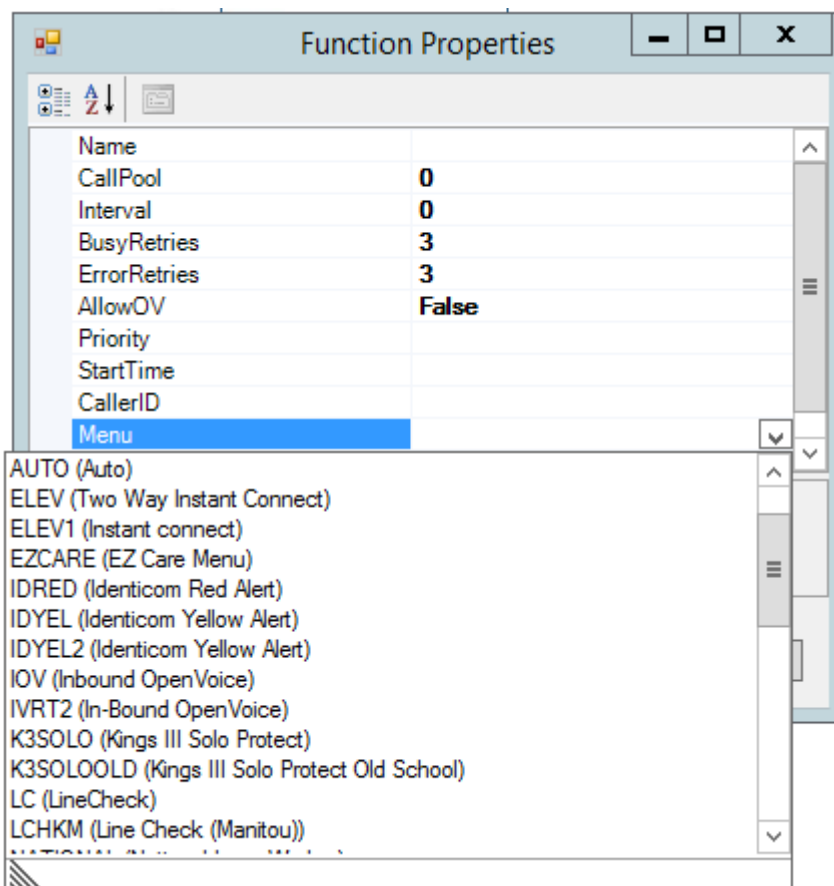 Function Properties
Name
CallPool 0
Interval 0
BusyRetries 3
ErrorRetries 3
AllowOV False
Priority
StartTime
CallerID
Menu
AUTO (Auto)
ELEV (Two Way Instant Connect)
ELEV1 (Instant connect)
EZCARE (EZ Care Menu)
IDRED (Identicom Red Alert)
IDYEL (Identicom Yellow Alert)
IDYEL2 (Identicom Yellow Alert)
IOV (Inbound OpenVoice)
IVRT2 (In-Bound OpenVoice)
K3SOLO (Kings III Solo Protect)
K3SOLOOLD (Kings III Solo Protect Old School)
LC (LineCheck)
LCHKM (Line Check (Manitou))